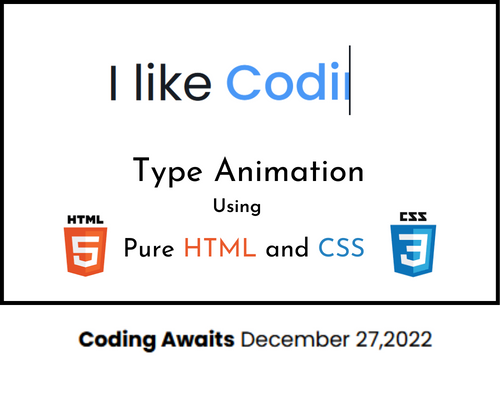 I like Codi
Type Animation
Using
HTML
5
Pure HTML and CSS
CSS
3
Coding Awaits December 27,2022